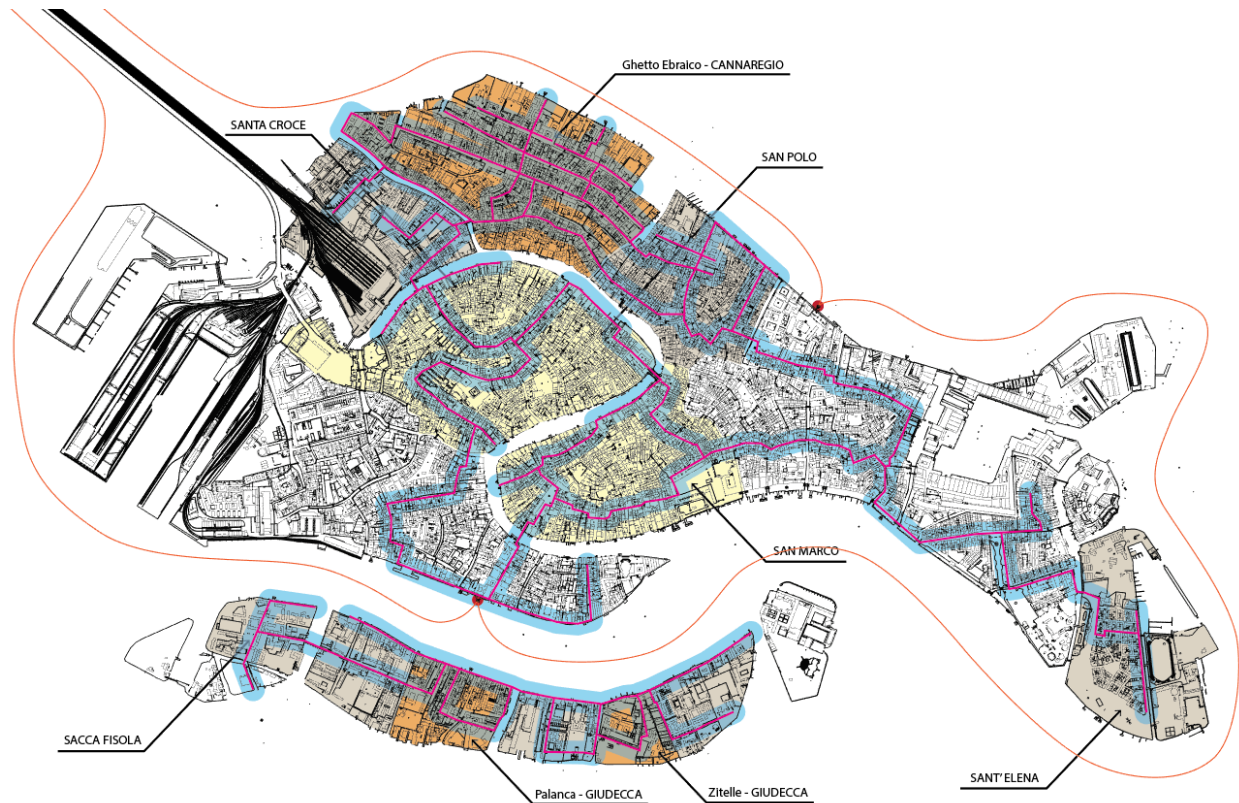 Ghetto Ebraico - CANNAREGIO
SANTA CROCE
SAN POLO
SAN MARCO
SACCA FISOLA
SANT' ELENA
Palanca - GIUDECCA
Zitelle - GIUDECCA